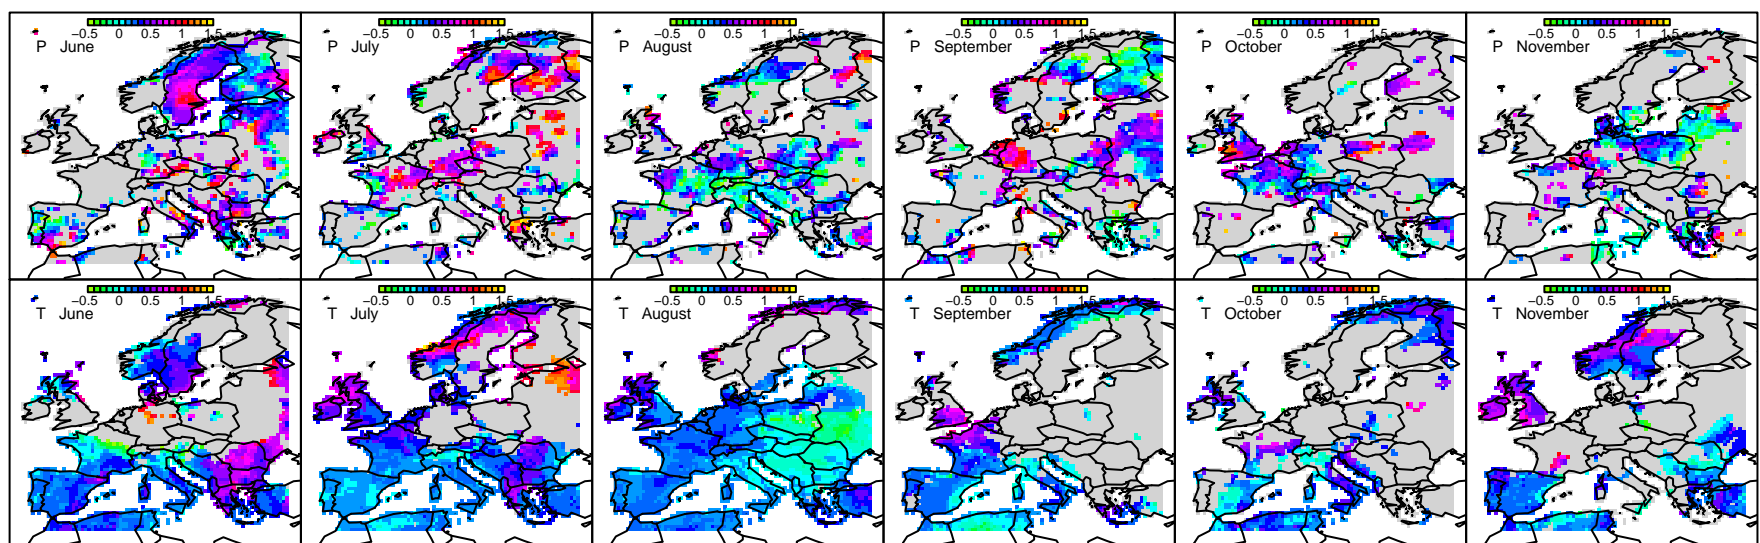 −0.5 0 0.5 1 1.5
P June
−0.5 0 0.5 1 1.5
P July
−0.5 0 0.5 1 1.5
P August
−0.5 0 0.5 1 1.5
P September
−0.5 0 0.5 1 1.5
P October
−0.5 0 0.5 1 1.5
P November
−0.5 0 0.5 1 1.5
T June
−0.5 0 0.5 1 1.5
T July
−0.5 0 0.5 1 1.5
T August
−0.5 0 0.5 1 1.5
T September
−0.5 0 0.5 1 1.5
T October
−0.5 0 0.5 1 1.5
T November